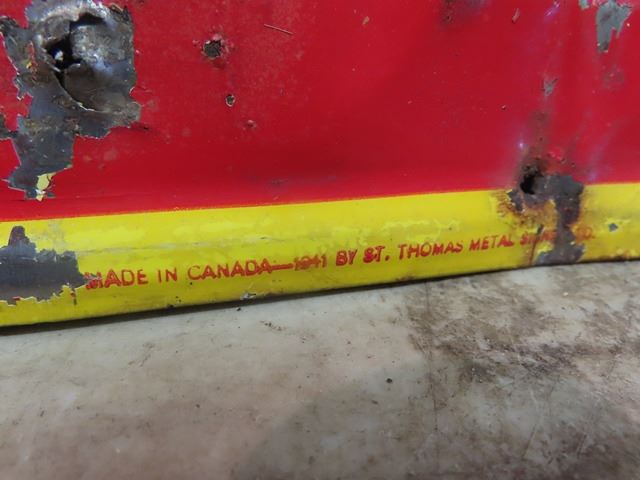 MADE IN CANADA—1941 BY ST. THOMAS METAL